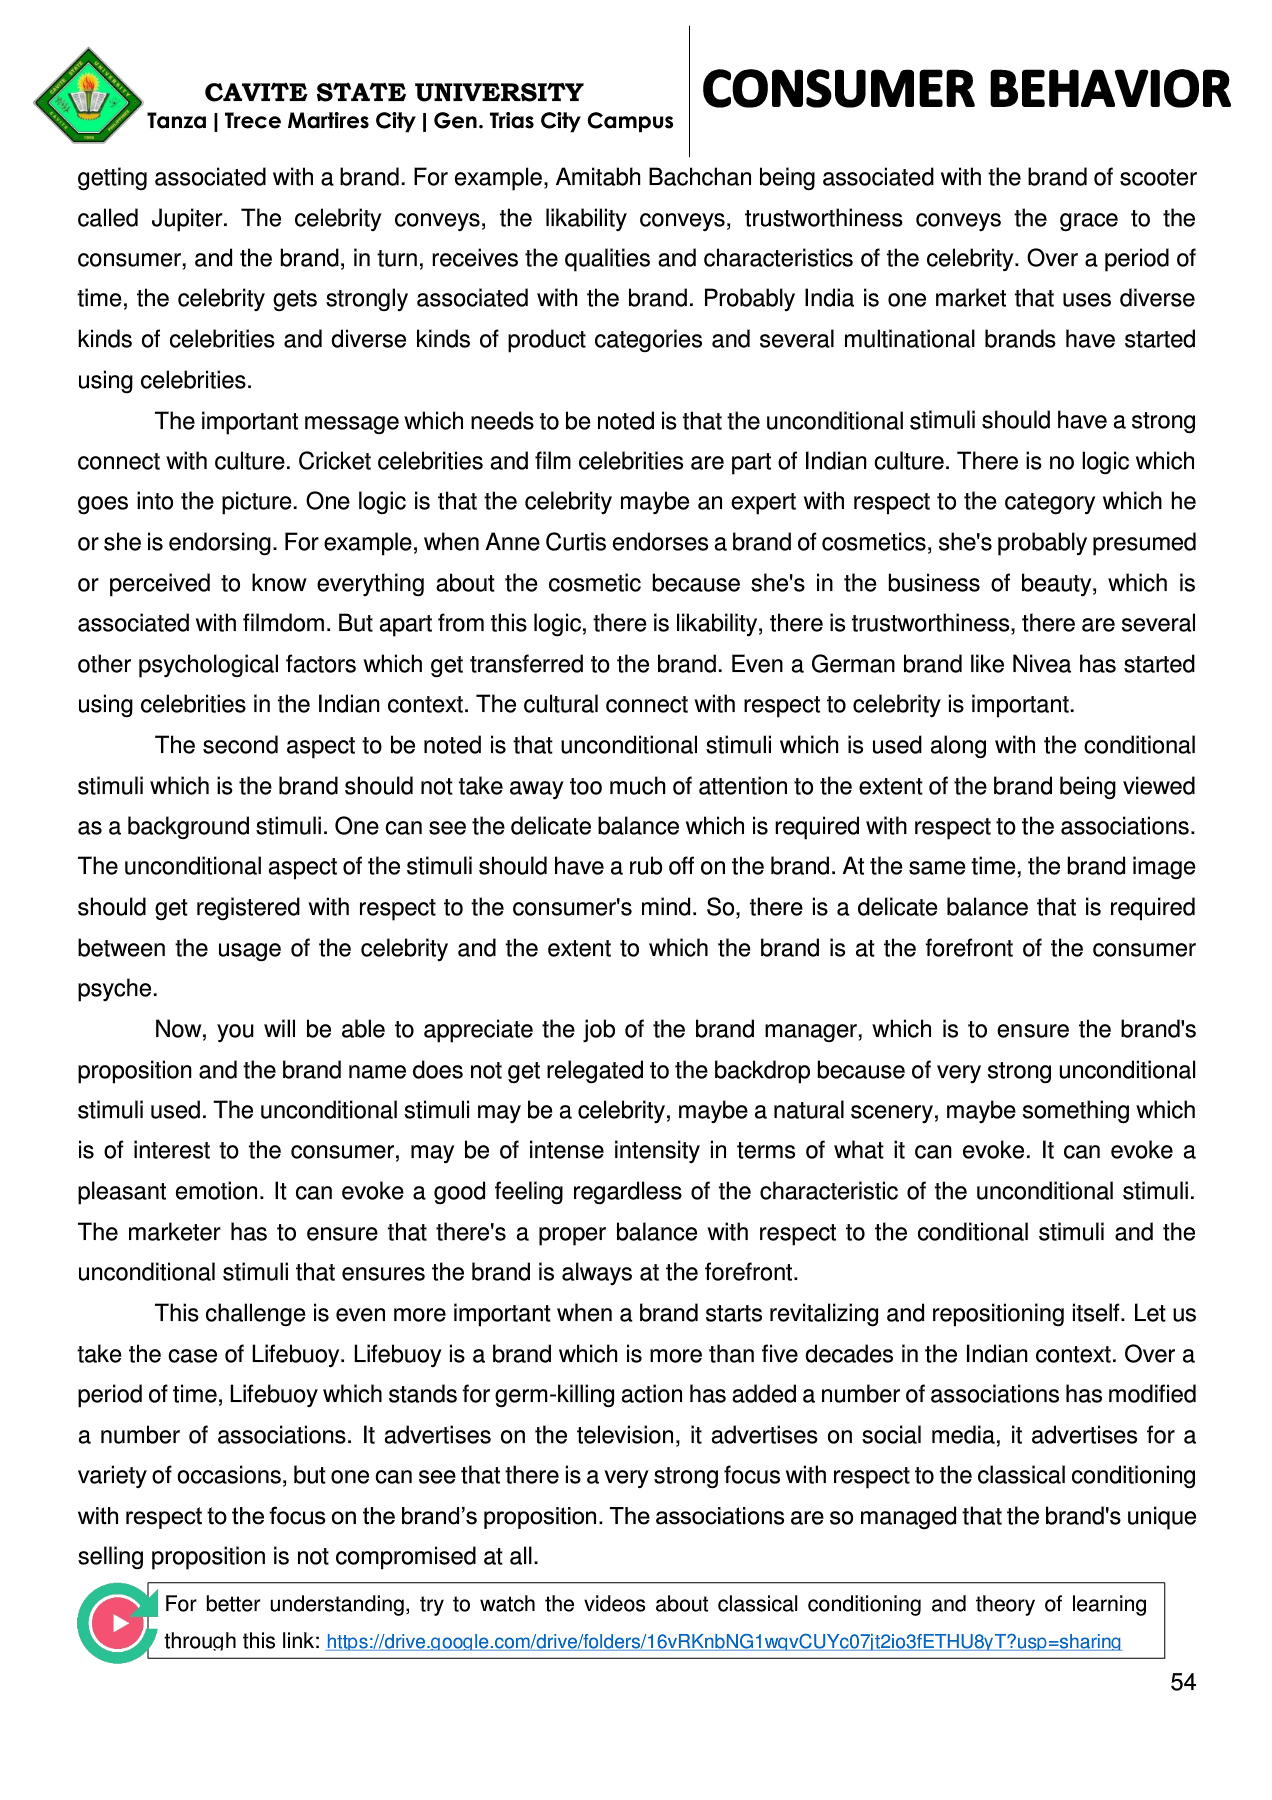 CAVITE STATE UNIVERSITY
Tanza | Trece Martires City | Gen. Trias City Campus
CONSUMER BEHAVIOR
getting associated with a brand. For example, Amitabh Bachchan being associated with the brand of scooter
called Jupiter. The celebrity conveys, the likability conveys, trustworthiness conveys the grace to the
consumer, and the brand, in turn, receives the qualities and characteristics of the celebrity. Over a period of
time, the celebrity gets strongly associated with the brand. Probably India is one market that uses diverse
kinds of celebrities and diverse kinds of product categories and several multinational brands have started
using celebrities.
The important message which needs to be noted is that the unconditional stimuli should have a strong
connect with culture. Cricket celebrities and film celebrities are part of Indian culture. There is no logic which
goes into the picture. One logic is that the celebrity maybe an expert with respect to the category which he
or she is endorsing. For example, when Anne Curtis endorses a brand of cosmetics, she's probably presumed
or perceived to know everything about the cosmetic because she's in the business of beauty, which is
associated with filmdom. But apart from this logic, there is likability, there is trustworthiness, there are several
other psychological factors which get transferred to the brand. Even a German brand like Nivea has started
using celebrities in the Indian context. The cultural connect with respect to celebrity is important.
The second aspect to be noted is that unconditional stimuli which is used along with the conditional
stimuli which is the brand should not take away too much of attention to the extent of the brand being viewed
as a background stimuli. One can see the delicate balance which is required with respect to the associations.
The unconditional aspect of the stimuli should have a rub off on the brand. At the same time, the brand image
should get registered with respect to the consumer's mind. So, there is a delicate balance that is required
between the usage of the celebrity and the extent to which the brand is at the forefront of the consumer
psyche.
Now, you will be able to appreciate the job of the brand manager, which is to ensure the brand's
proposition and the brand name does not get relegated to the backdrop because of very strong unconditional
stimuli used. The unconditional stimuli may be a celebrity, maybe a natural scenery, maybe something which
is of interest to the consumer, may be of intense intensity in terms of what it can evoke. It can evoke a
pleasant emotion. It can evoke a good feeling regardless of the characteristic of the unconditional stimuli.
The marketer has to ensure that there's a proper balance with respect to the conditional stimuli and the
unconditional stimuli that ensures the brand is always at the forefront.
This challenge is even more important when a brand starts revitalizing and repositioning itself. Let us
take the case of Lifebuoy. Lifebuoy is a brand which is more than five decades in the Indian context. Over a
period of time, Lifebuoy which stands for germ-killing action has added a number of associations has modified
a number of associations. It advertises on the television, it advertises on social media, it advertises for a
variety of occasions, but one can see that there is a very strong focus with respect to the classical conditioning
with respect to the focus on the brand’s proposition. The associations are so managed that the brand's unique
selling proposition is not compromised at all.
For better understanding, try to watch the videos about classical conditioning and theory of learning
through this link: https://drive.google.com/drive/folders/16vRKnbNG1wqvCUYc07jt2io3fETHU8yT?usp=sharing
54